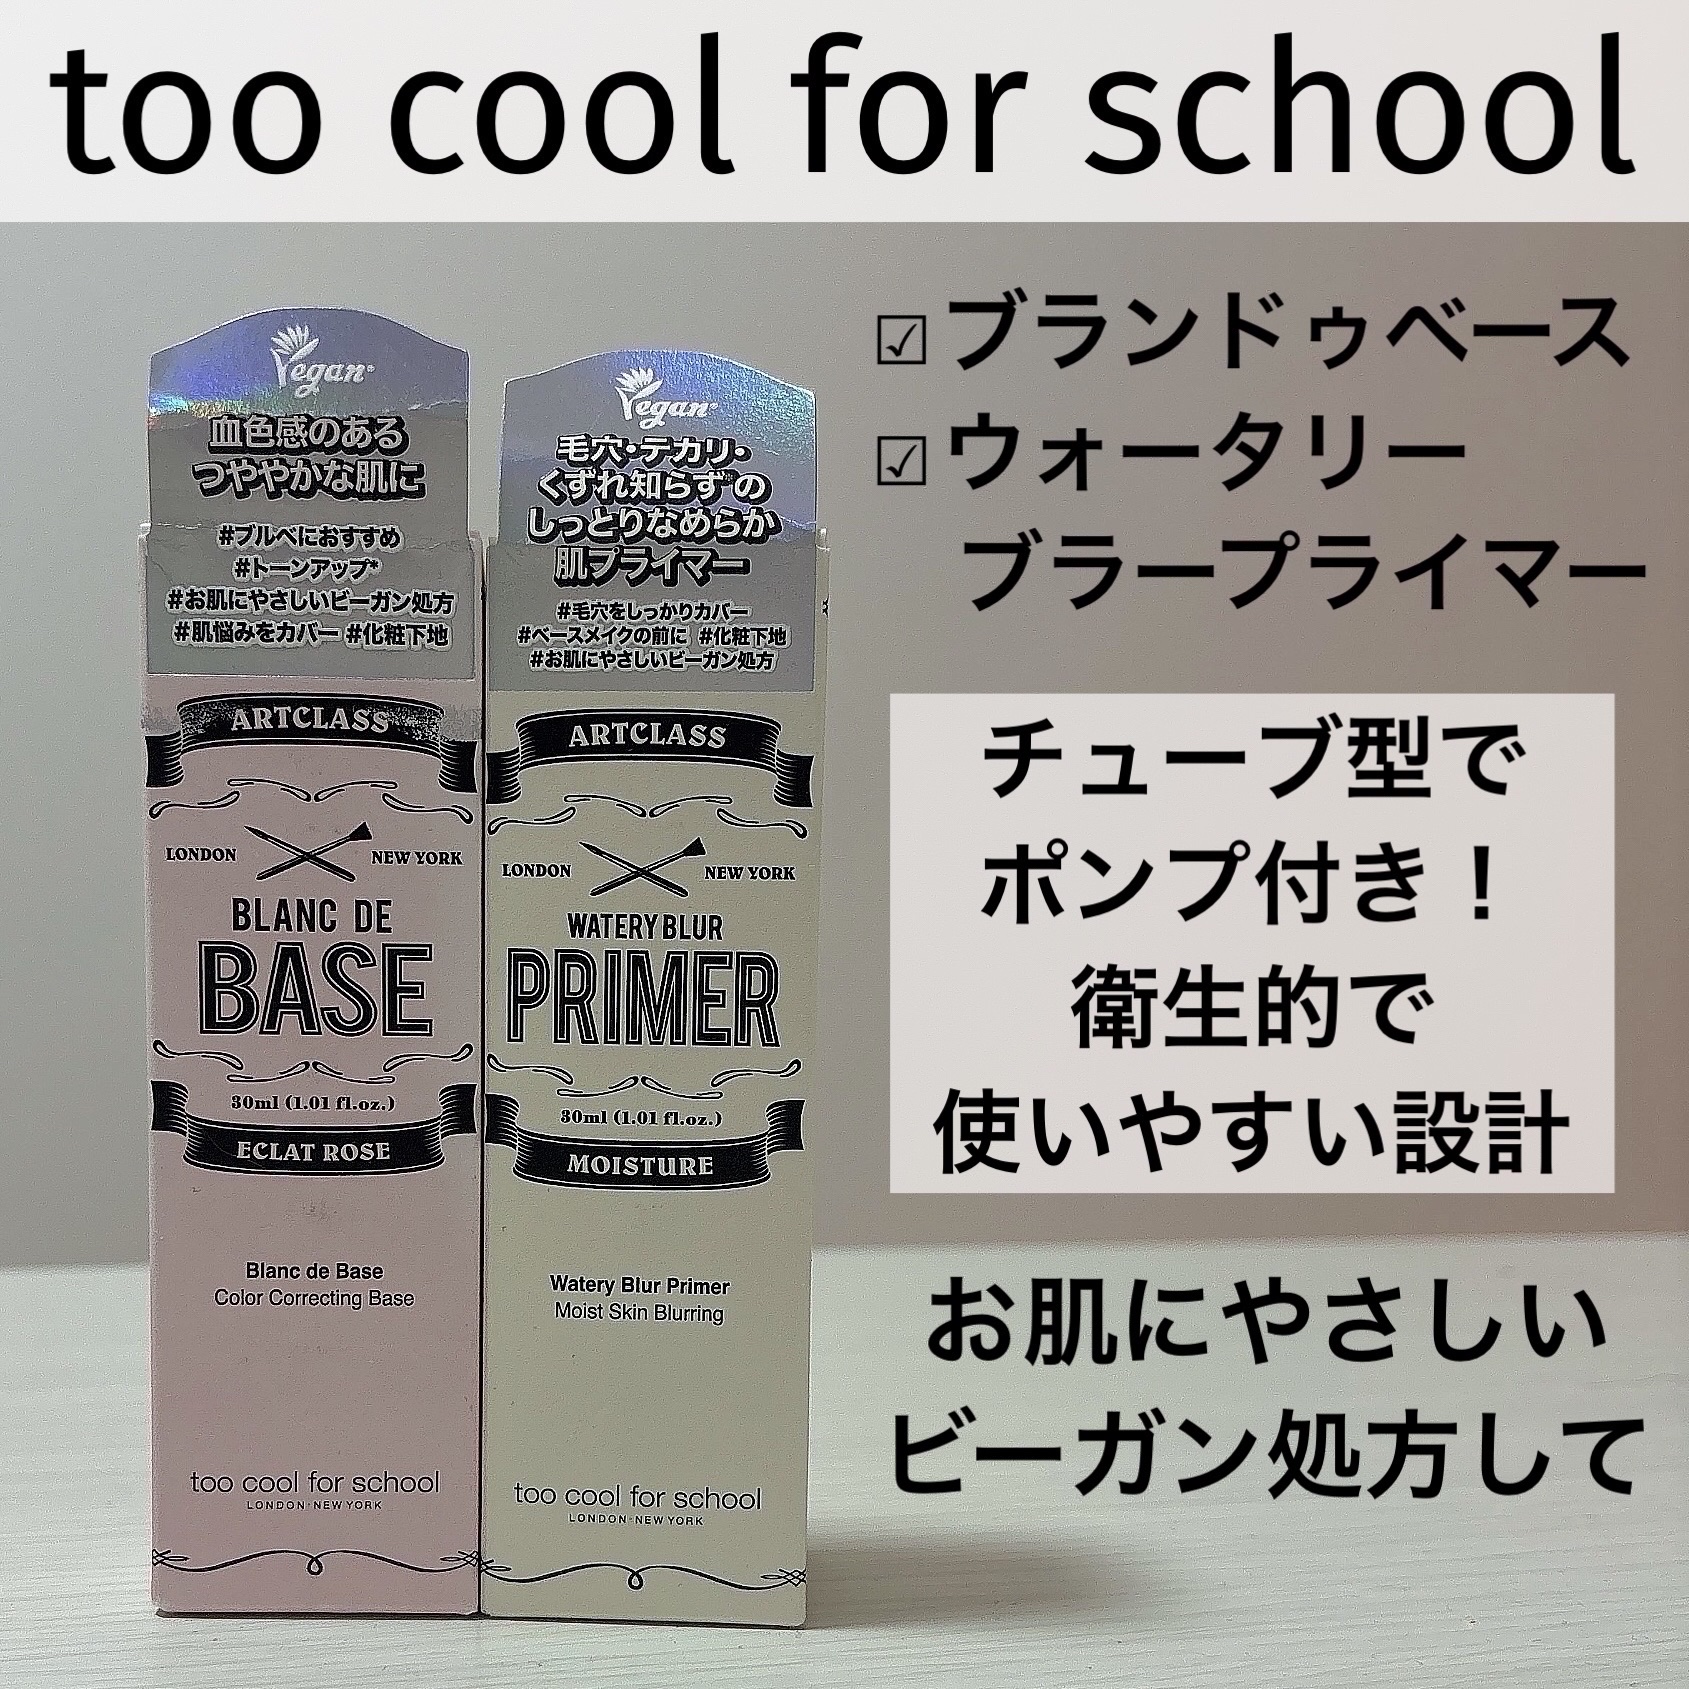 too cool for school
☑ブランドゥベース
☑ウォータリー
ブラープライマー
チューブ型で
ポンプ付き！
衛生的で
使いやすい設計
お肌にやさしい
ビーガン処方して
Vegan
血色感のある
つややかな肌に
#ブルベにおすすめ
#トーンアップ*
#お肌にやさしいビーガン処方
#肌悩みをカバー #化粧下地
ARTCLASS
LONDON NEW YORK
BLANC DE
BASE
30ml (1.01 fl.oz.)
ECLAT ROSE
Blanc de Base
Color Correcting Base
too cool for school
LONDON·NEW YORK
Vegan
毛穴・テカリ・
くずれ知らず*の
しっとりなめらか
肌プライマー
#毛穴をしっかりカバー
#ベースメイクの前に #化粧下地
#お肌にやさしいビーガン処方
ARTCLASS
LONDON NEW YORK
WATERY BLUR
PRIMER
30ml (1.01 fl.oz.)
MOISTURE
Watery Blur Primer
Moist Skin Blurring
too cool for school
LONDON·NEW YORK